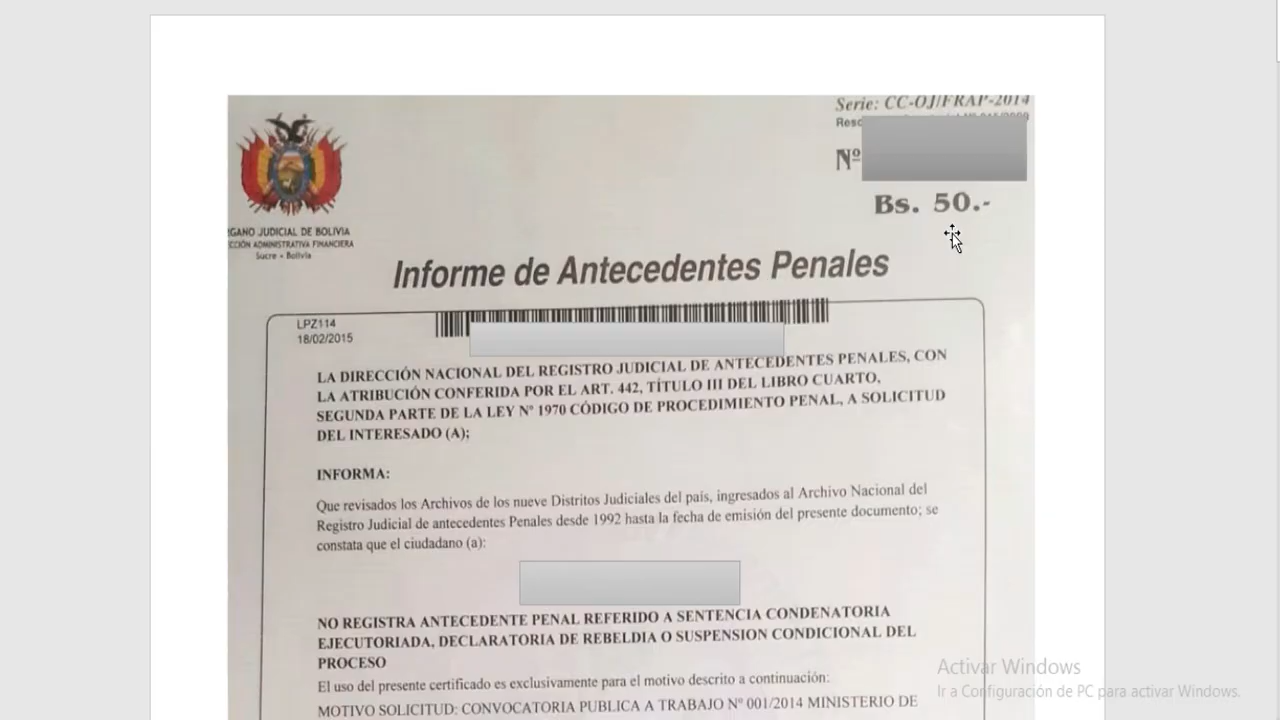 Serie: CC-OJ/FRAP-2014
Nº
Bs. 50.-
GANO JUDICIAL DE BOLIVIA
CCIÓN ADMINISTRATIVA FINANCIERA
Sucre - Bolivia
Informe de Antecedentes Penales
LPZ114
18/02/2015
LA DIRECCIÓN NACIONAL DEL REGISTRO JUDICIAL DE ANTECEDENTES PENALES, CON
LA ATRIBUCIÓN CONFERIDA POR EL ART. 442, TÍTULO III DEL LIBRO CUARTO,
SEGUNDA PARTE DE LA LEY Nº 1970 CÓDIGO DE PROCEDIMIENTO PENAL, A SOLICITUD
DEL INTERESADO (A);
INFORMA:
Que revisados los Archivos de los nueve Distritos Judiciales del país, ingresados al Archivo Nacional del
Registro Judicial de antecedentes Penales desde 1992 hasta la fecha de emisión del presente documento; se
constata que el ciudadano (a):
NO REGISTRA ANTECEDENTE PENAL REFERIDO A SENTENCIA CONDENATORIA
EJECUTORIADA, DECLARATORIA DE REBELDIA O SUSPENSION CONDICIONAL DEL
PROCESO
El uso del presente certificado es exclusivamente para el motivo descrito a continuación:
MOTIVO SOLICITUD: CONVOCATORIA PUBLICA A TRABAJO Nº 001/2014 MINISTERIO DE
Activar Windows
Ir a Configuración de PC para activar Windows.